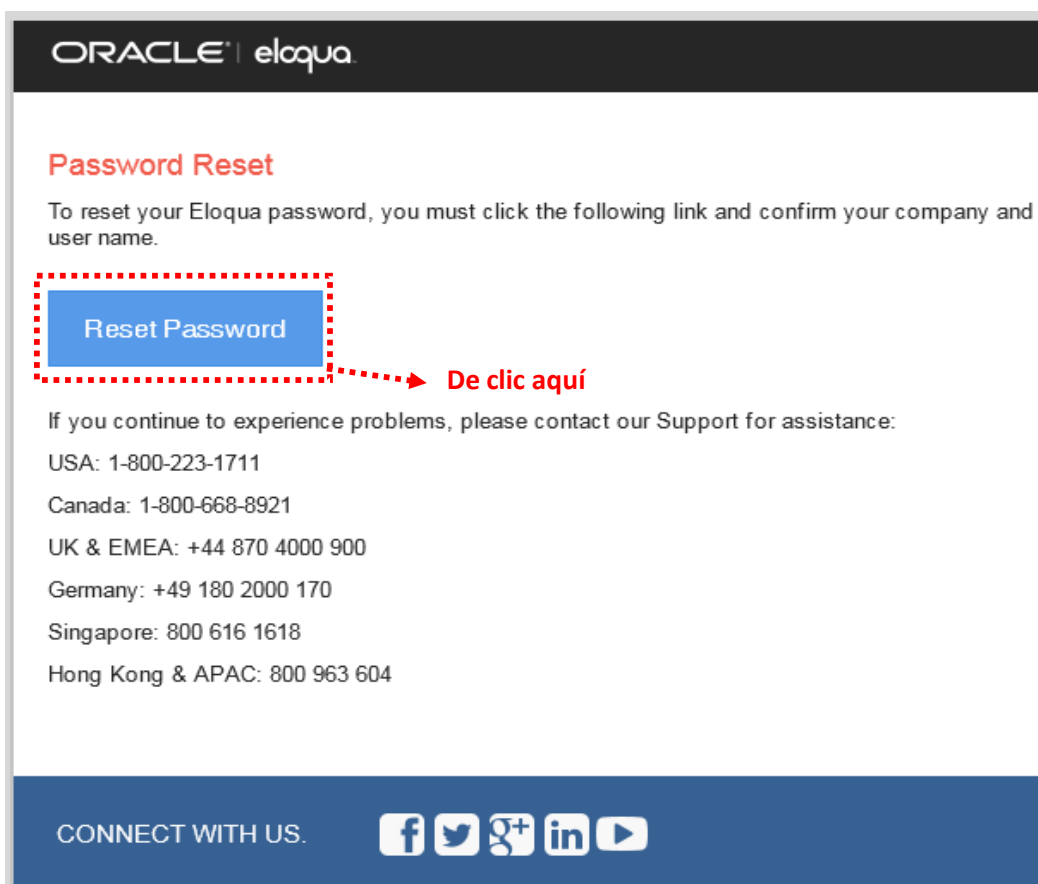 ORACLE | eloqua
Password Reset
To reset your Eloqua password, you must click the following link and confirm your company and
user name.
Reset Password
De clic aquí
If you continue to experience problems, please contact our Support for assistance:
USA: 1-800-223-1711
Canada: 1-800-668-8921
UK & EMEA: +44 870 4000 900
Germany: +49 180 2000 170
Singapore: 800 616 1618
Hong Kong & APAC: 800 963 604
CONNECT WITH US.